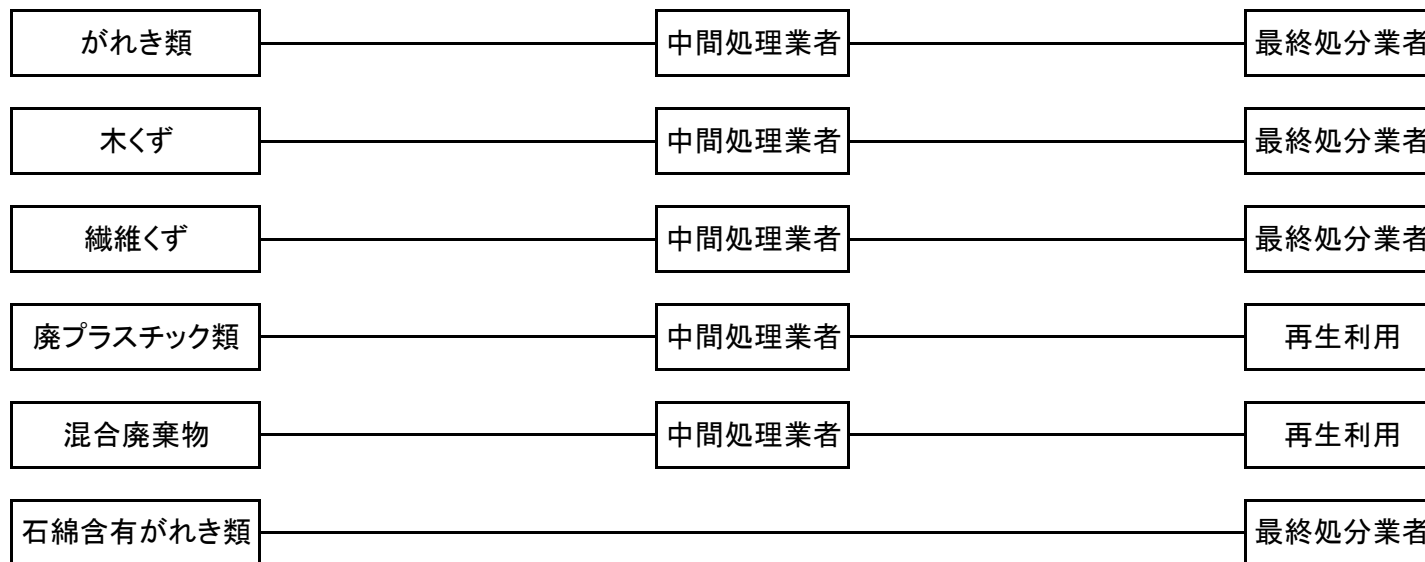 がれき類 中間処理業者 最終処分業者
木くず 中間処理業者 最終処分業者
繊維くず 中間処理業者 最終処分業者
廃プラスチック類 中間処理業者 再生利用
混合廃棄物 中間処理業者 再生利用
石綿含有がれき類 最終処分業者